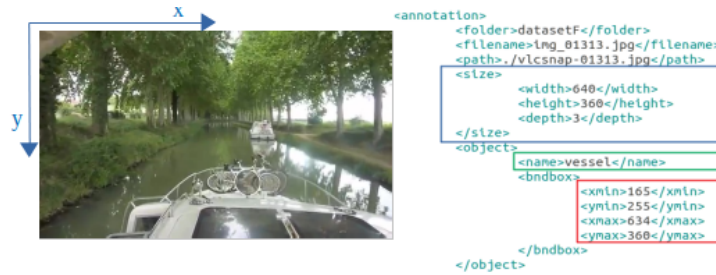 x
y
<annotation>
<folder>datasetF</folder>
<filename>img_01313.jpg</filename>
<path>./vlcsnap-01313.jpg</path>
<size>
<width>640</width>
<height>360</height>
<depth>3</depth>
</size>
<object>
<name>vessel</name>
<bndbox>
<xmin>165</xmin>
<ymin>255</ymin>
<xmax>634</xmax>
<ymax>360</ymax>
</bndbox>
</object>